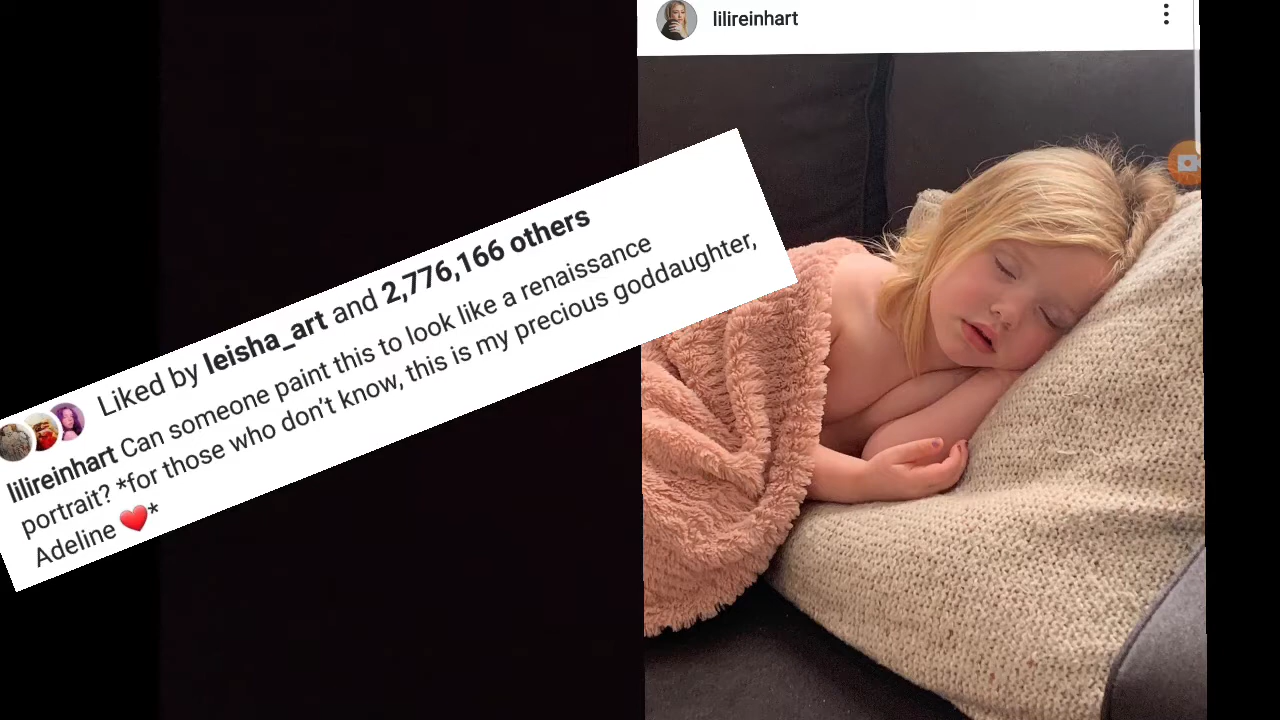 lilireinhart
Liked by leisha_art and 2,776,166 others
lilireinhart Can someone paint this to look like a renaissance
portrait? *for those who don't know, this is my precious goddaughter,
Adeline ❤️*